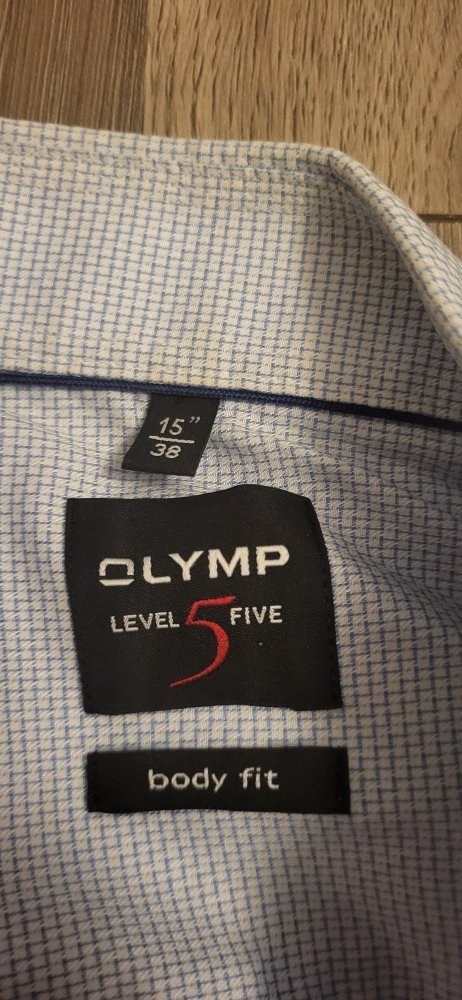 15”
38
OLYMP
LEVEL 5 FIVE
body fit